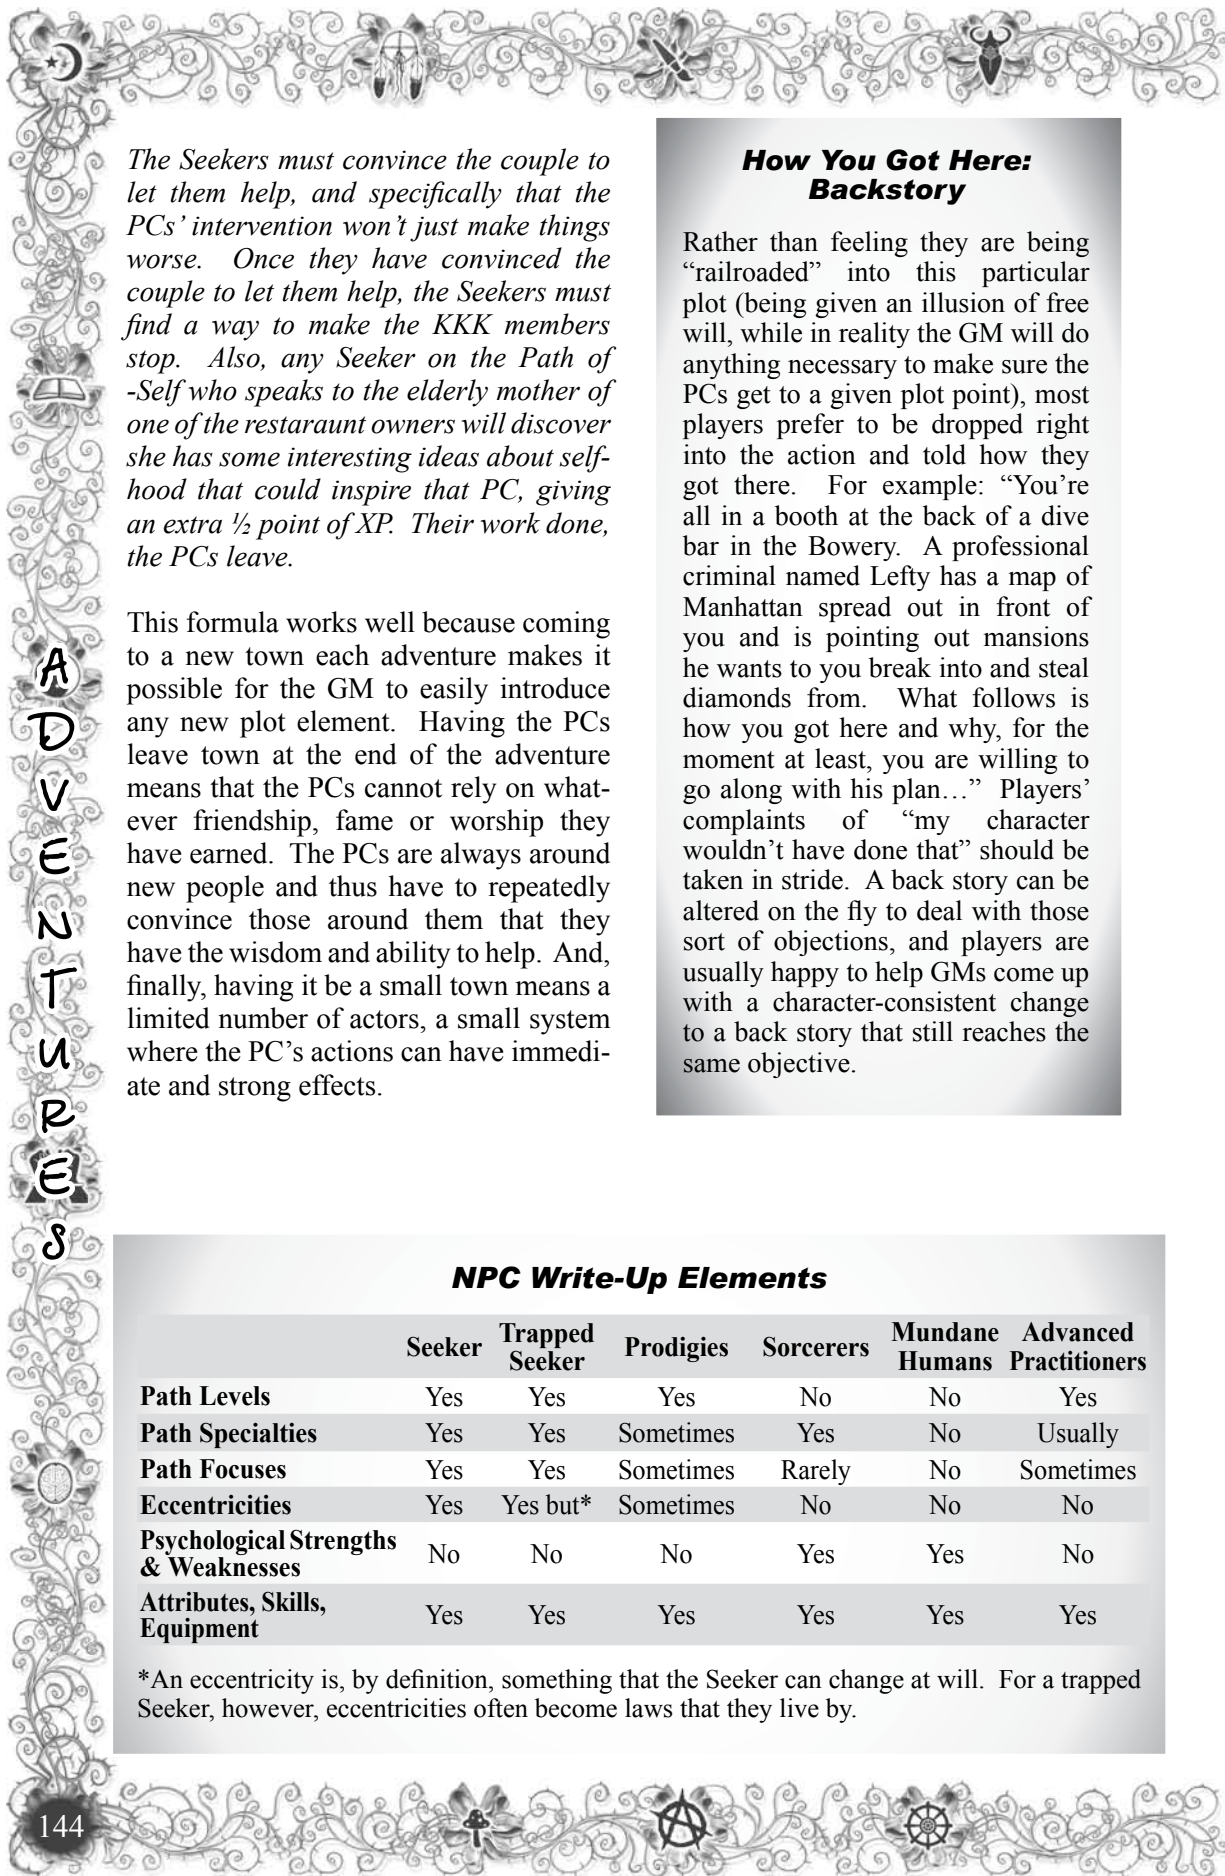 The Seekers must convince the couple to
let them help, and specifically that the
PCs’ intervention won’t just make things
worse.  Once they have convinced the
couple to let them help, the Seekers must
find a way to make the KKK members
stop.  Also, any Seeker on the Path of
-Self who speaks to the elderly mother of
one of the restaraunt owners will discover
she has some interesting ideas about self-
hood that could inspire that PC, giving
an extra ½ point of XP.  Their work done,
the PCs leave.
This formula works well because coming
to a new town each adventure makes it
possible for the GM to easily introduce
any new plot element.  Having the PCs
leave town at the end of the adventure
means that the PCs cannot rely on what-
ever friendship, fame or worship they
have earned.  The PCs are always around
new people and thus have to repeatedly
convince those around them that they
have the wisdom and ability to help.  And,
finally, having it be a small town means a
limited number of actors, a small system
where the PC’s actions can have immedi-
ate and strong effects.
How You Got Here:
Backstory
Rather than feeling they are being
“railroaded” into this particular
plot (being given an illusion of free
will, while in reality the GM will do
anything necessary to make sure the
PCs get to a given plot point), most
players prefer to be dropped right
into the action and told how they
got there.  For example: “You’re
all in a booth at the back of a dive
bar in the Bowery.  A professional
criminal named Lefty has a map of
Manhattan spread out in front of
you and is pointing out mansions
he wants to you break into and steal
diamonds from.  What follows is
how you got here and why, for the
moment at least, you are willing to
go along with his plan…”  Players’
complaints of “my character
wouldn’t have done that” should be
taken in stride.  A back story can be
altered on the fly to deal with those
sort of objections, and players are
usually happy to help GMs come up
with a character-consistent change
to a back story that still reaches the
same objective.
ADVENTURES
NPC Write-Up Elements
Seeker Trapped Seeker Prodigies Sorcerers Mundane Humans Advanced Practitioners
Path Levels Yes Yes Yes No No Yes
Path Specialties Yes Yes Sometimes Yes No Usually
Path Focuses Yes Yes Sometimes Rarely No Sometimes
Eccentricities Yes Yes but* Sometimes No No No
Psychological Strengths & Weaknesses No No No Yes Yes No
Attributes, Skills, Equipment Yes Yes Yes Yes Yes Yes
*An eccentricity is, by definition, something that the Seeker can change at will.  For a trapped
Seeker, however, eccentricities often become laws that they live by.
144